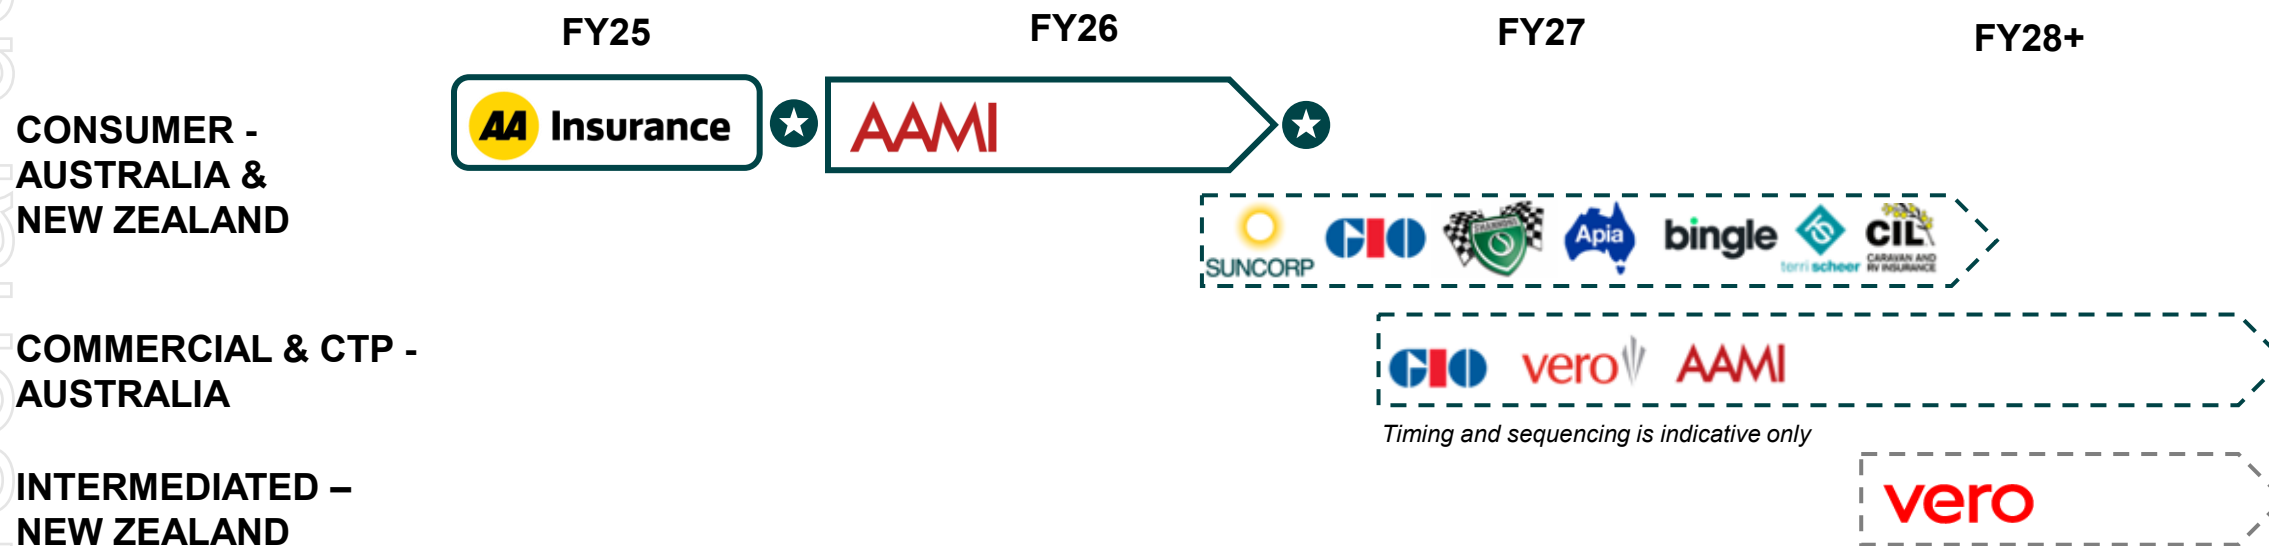 FY25
FY26
FY27
FY28+
CONSUMER -
AUSTRALIA &
NEW ZEALAND
AA Insurance
AAMI
SUNCORP
GIO
SHANNONS
Apia
bingle
terri scheer
CIL
CARAVAN AND
RV INSURANCE
COMMERCIAL & CTP -
AUSTRALIA
GIO
vero
AAMI
Timing and sequencing is indicative only
INTERMEDIATED –
NEW ZEALAND
vero